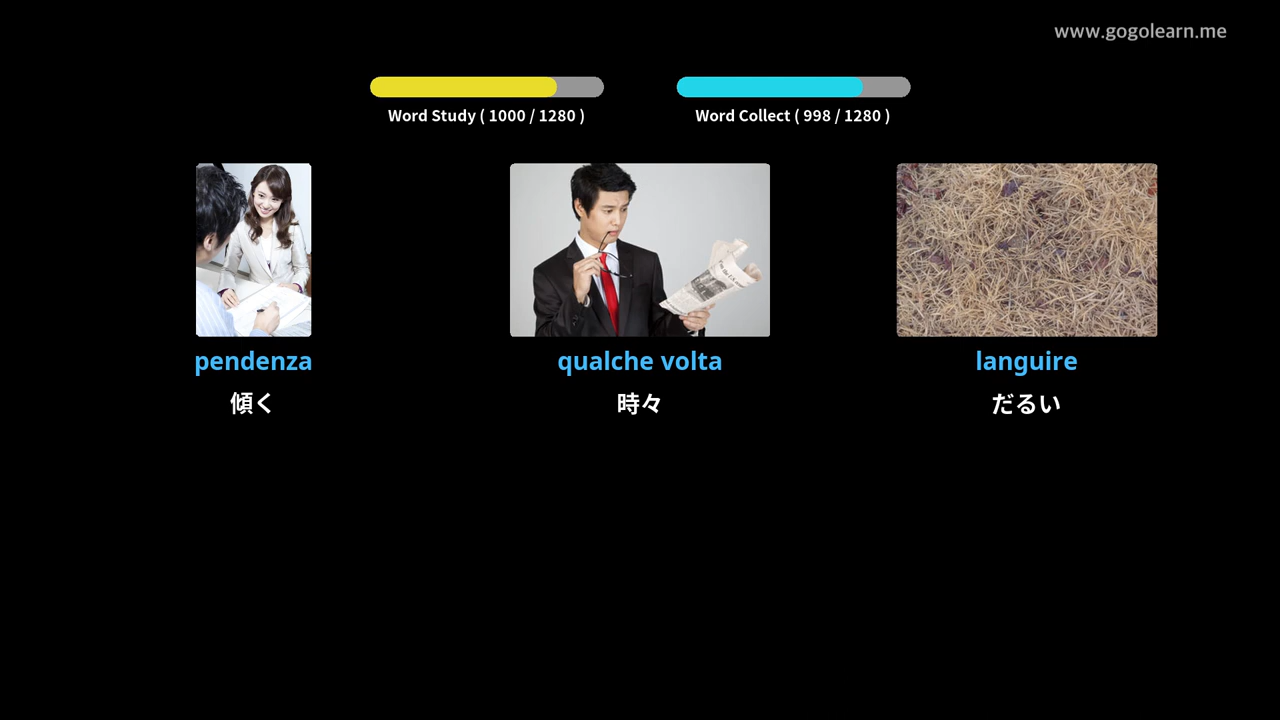 www.gogolearn.me
Word Study ( 1000 / 1280 )
Word Collect ( 998 / 1280 )
pendenza
qualche volta
languire
傾く
時々
だるい